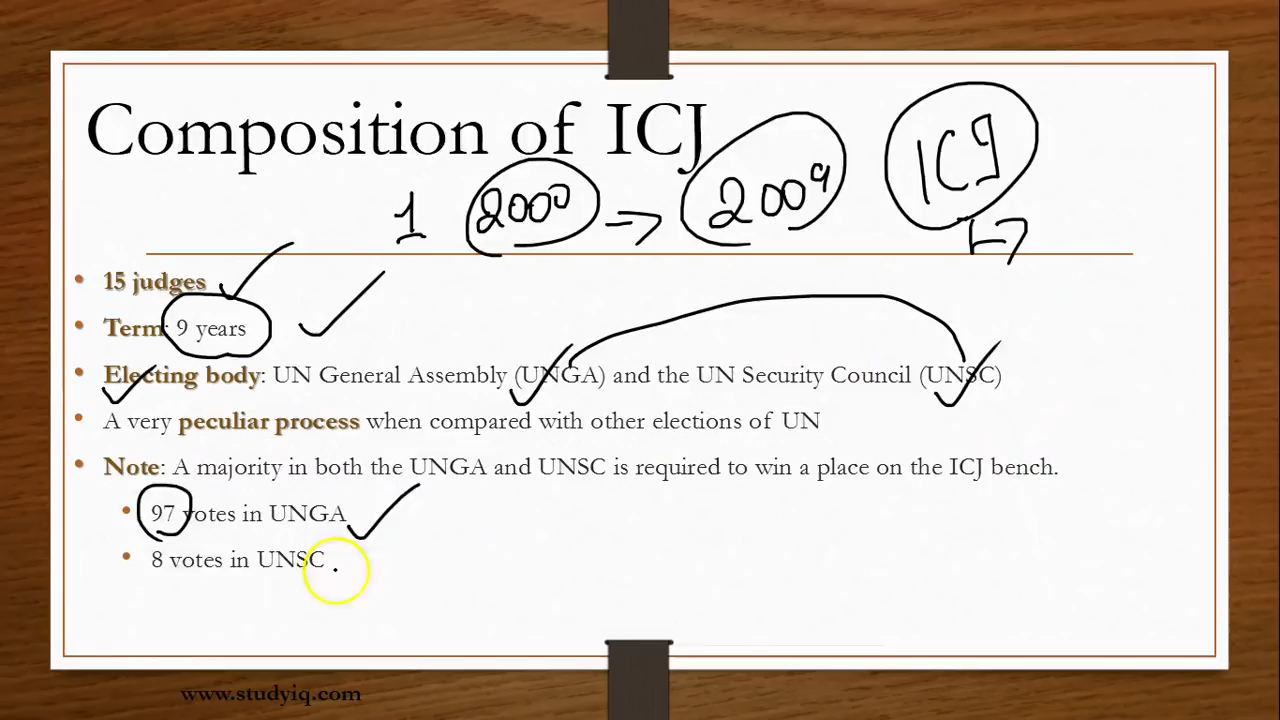 Composition of ICJ
ICJ
1 2000 → 2009
• 15 judges
• Term: 9 years
• Electing body: UN General Assembly (UNGA) and the UN Security Council (UNSC)
• A very peculiar process when compared with other elections of UN
• Note: A majority in both the UNGA and UNSC is required to win a place on the ICJ bench.
• 97 votes in UNGA
• 8 votes in UNSC
www.studyiq.com